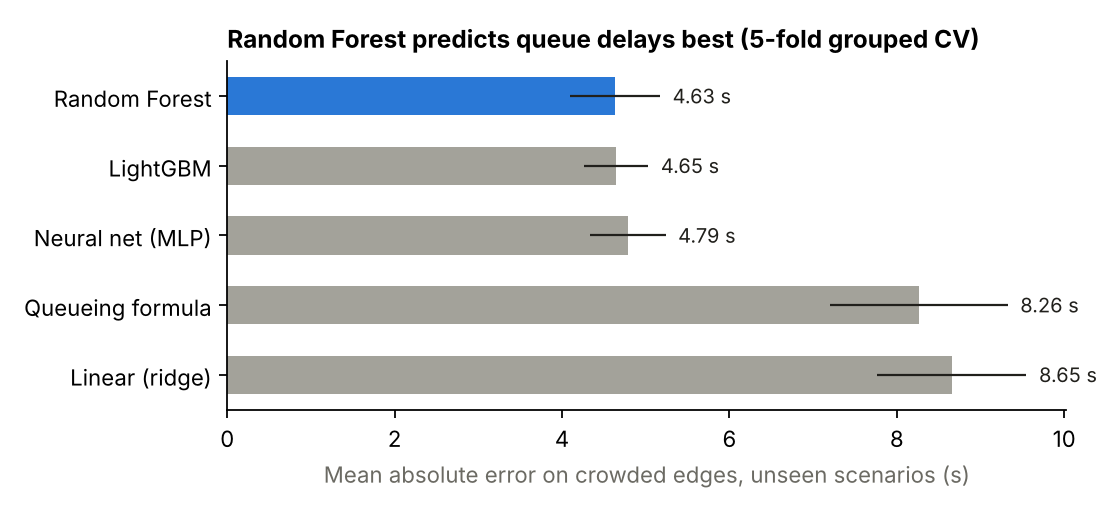 Random Forest predicts queue delays best (5-fold grouped CV)
Random Forest 4.63 s
LightGBM 4.65 s
Neural net (MLP) 4.79 s
Queueing formula 8.26 s
Linear (ridge) 8.65 s
0 2 4 6 8 10
Mean absolute error on crowded edges, unseen scenarios (s)